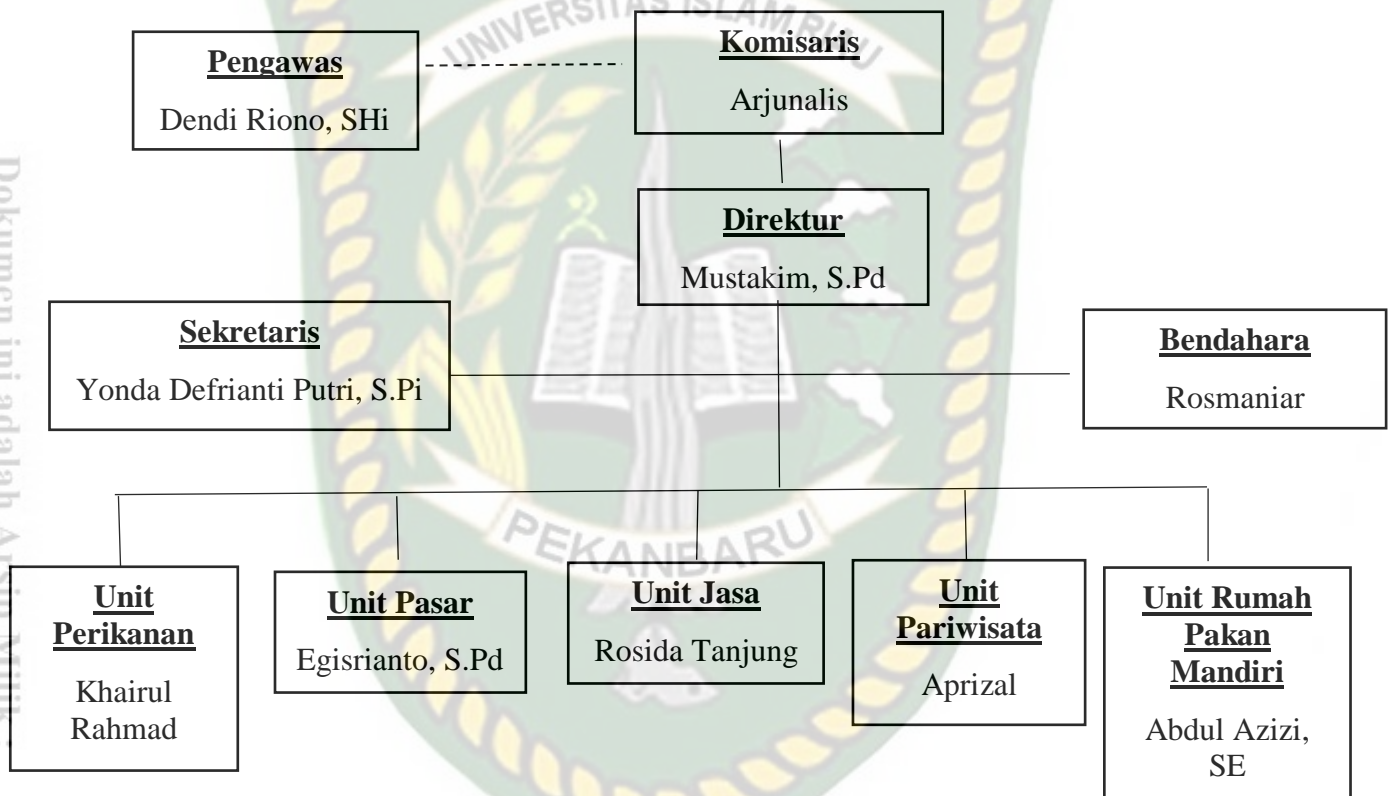 UNIVERSITAS ISLAM RIAU
Pengawas
Dendi Riono, SHi
Komisaris
Arjunalis
Direktur
Mustakim, S.Pd
Sekretaris
Yonda Defrianti Putri, S.Pi
Bendahara
Rosmaniar
PEKANBARU
Unit
Perikanan
Khairul
Rahmad
Unit Pasar
Egisrianto, S.Pd
Unit Jasa
Rosida Tanjung
Unit
Pariwisata
Aprizal
Unit Rumah
Pakan
Mandiri
Abdul Azizi,
SE
Dokumen ini adalah Arsip Milik :